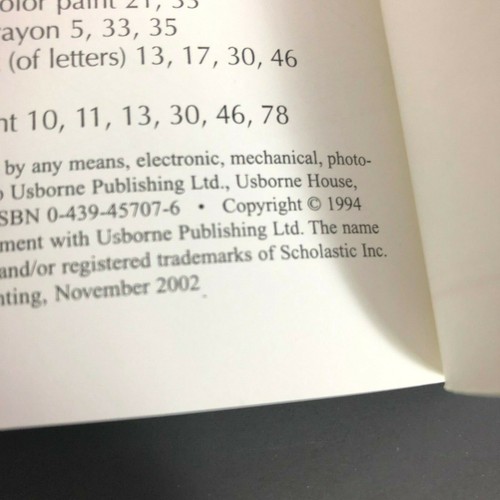 olor paint 21, 33
ayon 5, 33, 35
(of letters) 13, 17, 30, 46
nt 10, 11, 13, 30, 46, 78
by any means, electronic, mechanical, photo-
o Usborne Publishing Ltd., Usborne House,
SBN 0-439-45707-6 • Copyright © 1994
ment with Usborne Publishing Ltd. The name
and/or registered trademarks of Scholastic Inc.
nting, November 2002